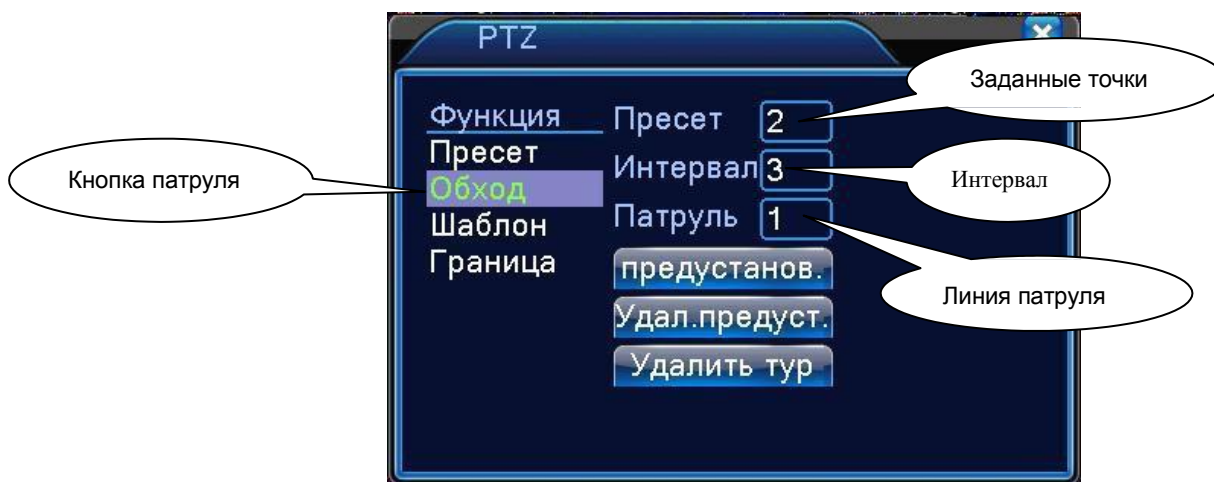 PTZ
Заданные точки
Функция
Пресет 2
Пресет
Интервал 3
Интервал
Кнопка патруля
Обход
Патруль 1
Шаблон
Граница
предустанов.
Линия патруля
Удал.предуст.
Удалить тур